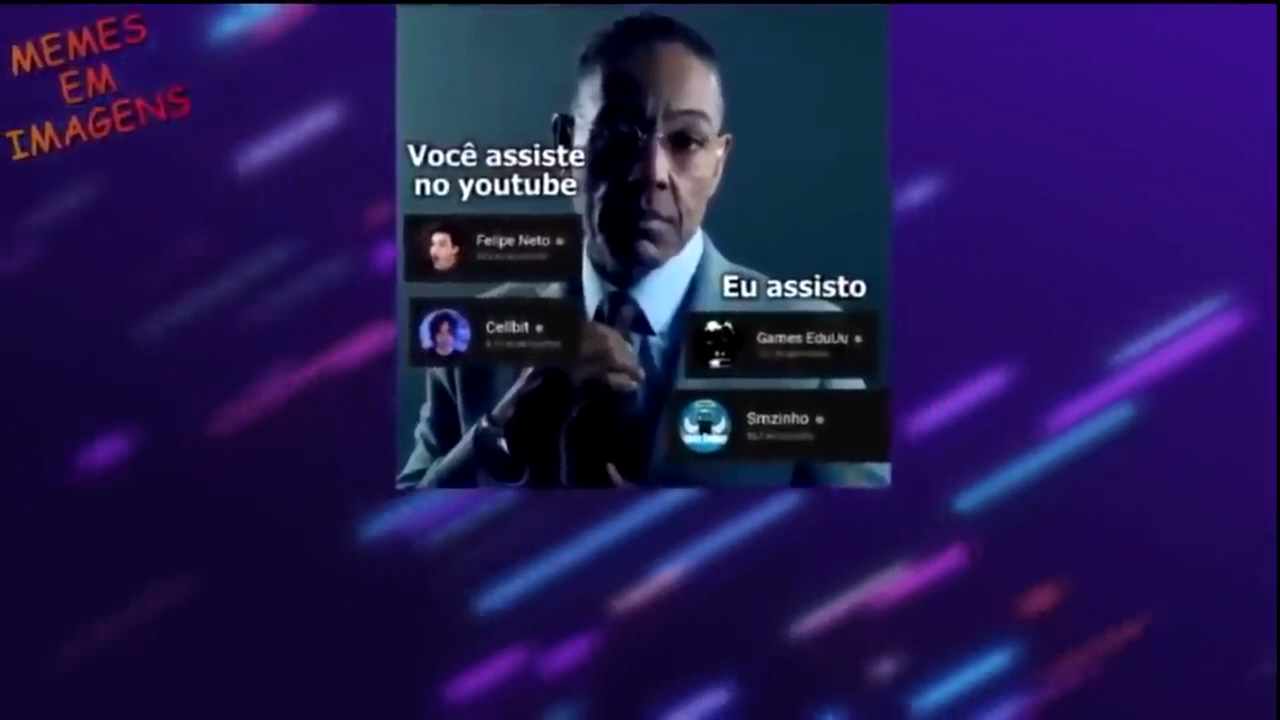 MEMES
EM
IMAGENS
Você assiste
no youtube
Felipe Neto
Cellbit
Eu assisto
Games EduUu
Smzinho